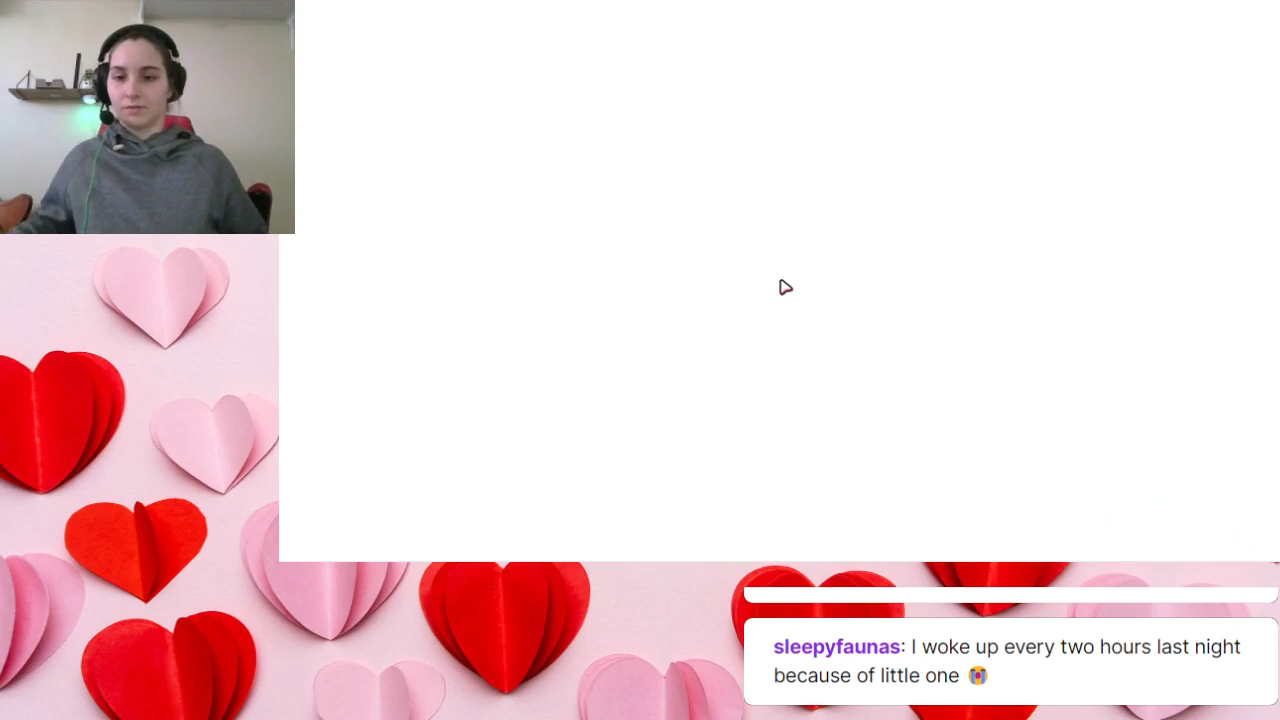 sleepyfaunas: I woke up every two hours last night
because of little one 😭